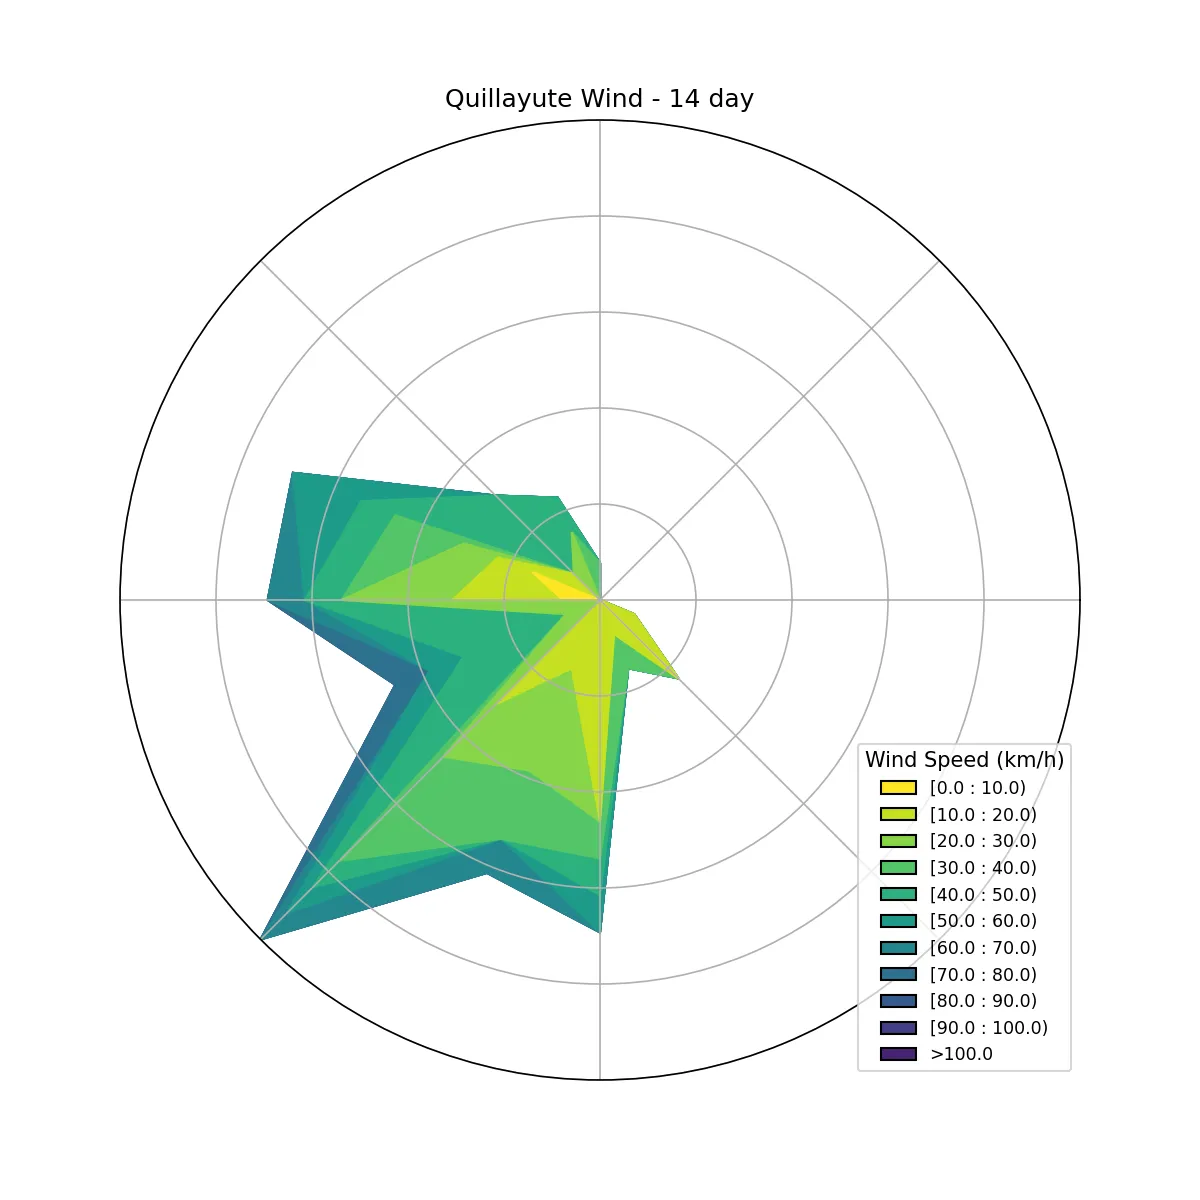 Quillayute Wind - 14 day
Wind Speed (km/h)
[0.0 : 10.0)
[10.0 : 20.0)
[20.0 : 30.0)
[30.0 : 40.0)
[40.0 : 50.0)
[50.0 : 60.0)
[60.0 : 70.0)
[70.0 : 80.0)
[80.0 : 90.0)
[90.0 : 100.0)
>100.0